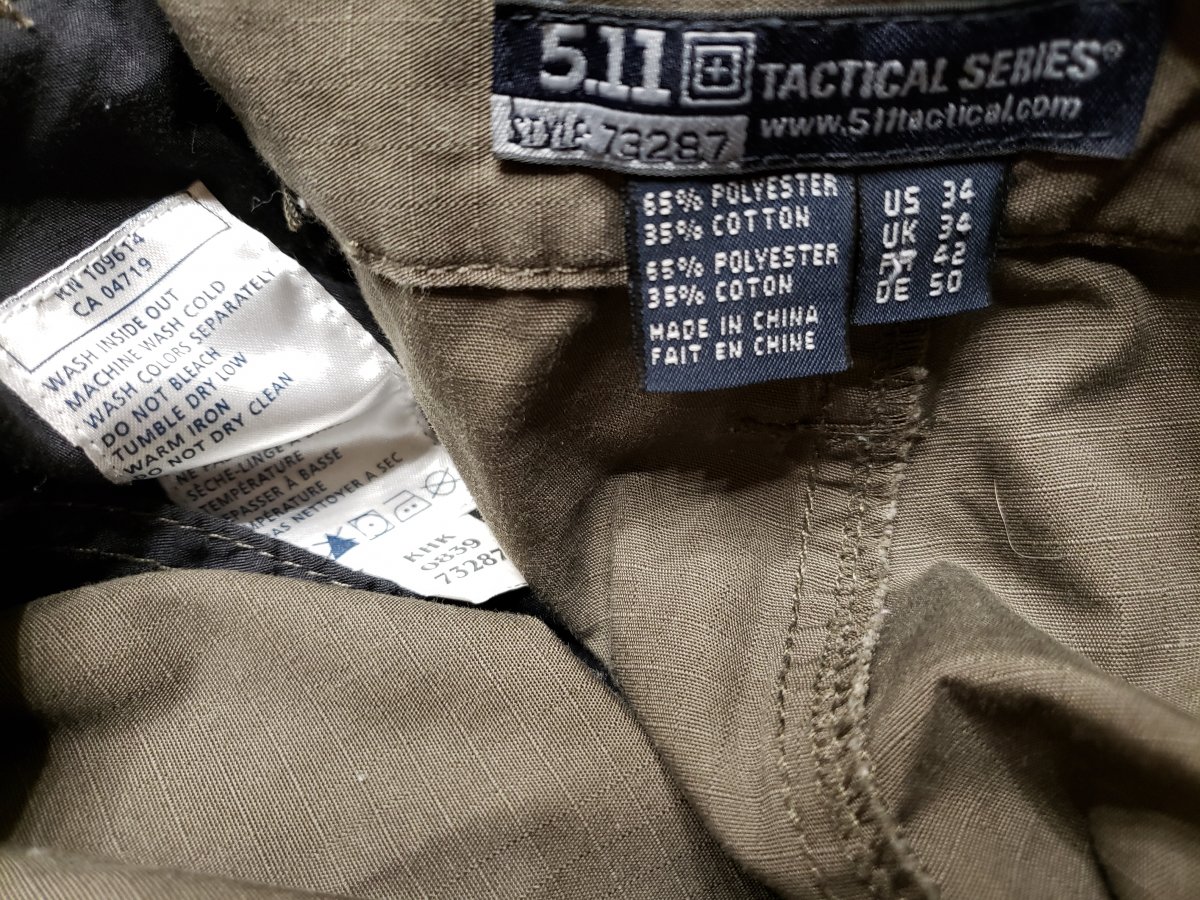 5.11 TACTICAL SERIES®
STYLE 73287 www.511tactical.com
65% POLYESTER
35% COTTON
65% POLYESTER
35% COTON
MADE IN CHINA
FAIT EN CHINE
US 34
UK 34
42
DE 50
RN 109614
CA 04719
WASH INSIDE OUT
MACHINE WASH COLD
WASH COLORS SEPARATELY
DO NOT BLEACH
TUMBLE DRY LOW
WARM IRON
DO NOT DRY CLEAN
SÈCHE-LINGE
TEMPÉRATURE
REPASSER À BASSE
TEMPÉRATURE
PAS NETTOYER A SEC
KHK
0839
73287